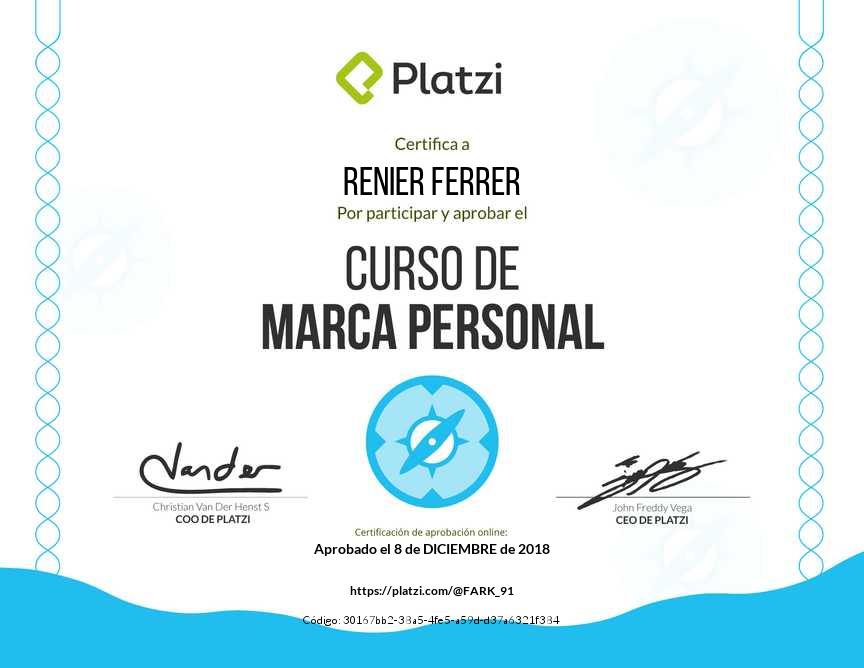 Platzi
Certifica a
RENIER FERRER
Por participar y aprobar el
CURSO DE
MARCA PERSONAL
Vander
Christian Van Der Henst S
COO DE PLATZI
John Freddy Vega
CEO DE PLATZI
Certificación de aprobación online:
Aprobado el 8 de DICIEMBRE de 2018
https://platzi.com/@FARK_91
Código: 30167bb2-38a5-4fe5-a59d-d37a6321f384